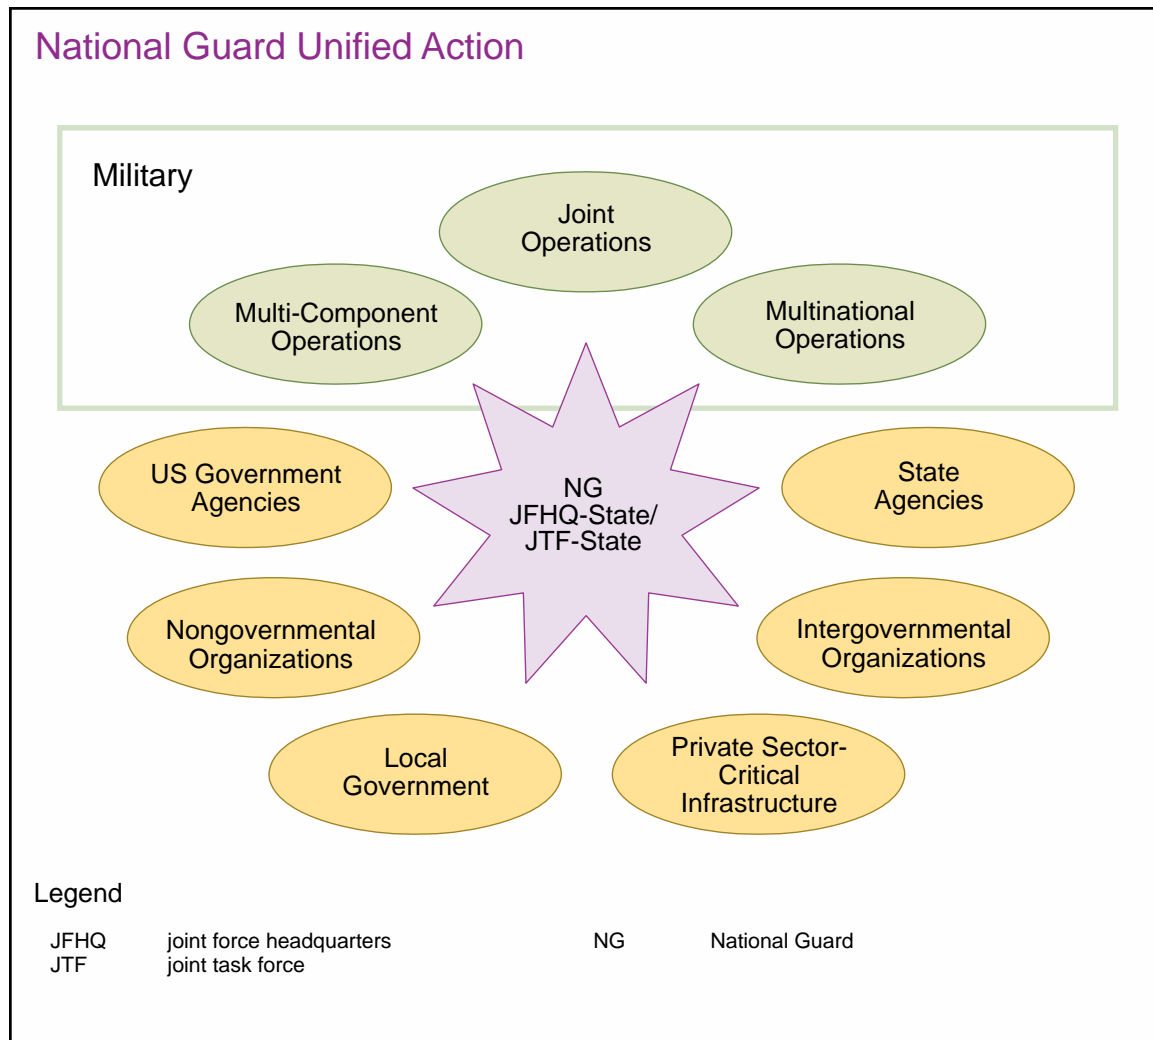 National Guard Unified Action
Military
Joint
Operations
Multi-Component
Operations
Multinational
Operations
US Government
Agencies
NG
JFHQ-State/
JTF-State
State
Agencies
Nongovernmental
Organizations
Intergovernmental
Organizations
Local
Government
Private Sector-
Critical
Infrastructure
Legend
JFHQ joint force headquarters NG National Guard
JTF joint task force